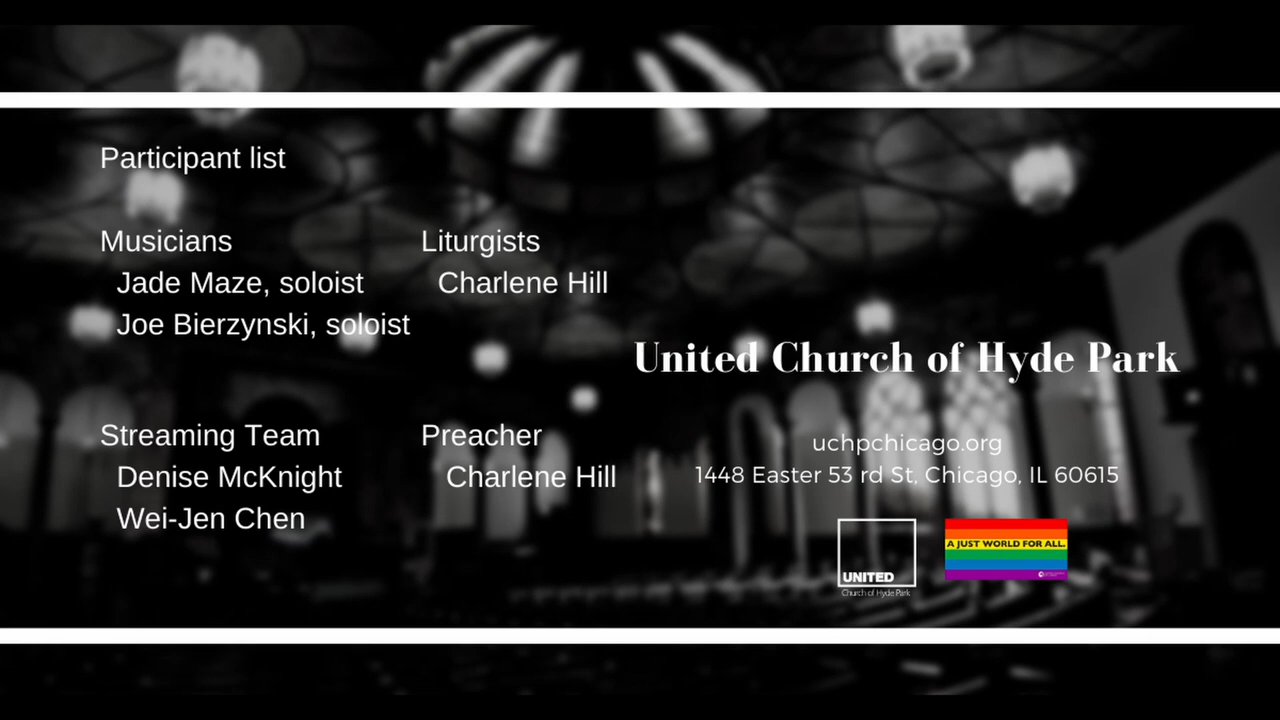 Participant list
Musicians
Jade Maze, soloist
Joe Bierzynski, soloist
Liturgists
Charlene Hill
Streaming Team
Denise McKnight
Wei-Jen Chen
Preacher
Charlene Hill
United Church of Hyde Park
uchpchicago.org
1448 Easter 53 rd St, Chicago, IL 60615
UNITED
Church of Hyde Park
A JUST WORLD FOR ALL.